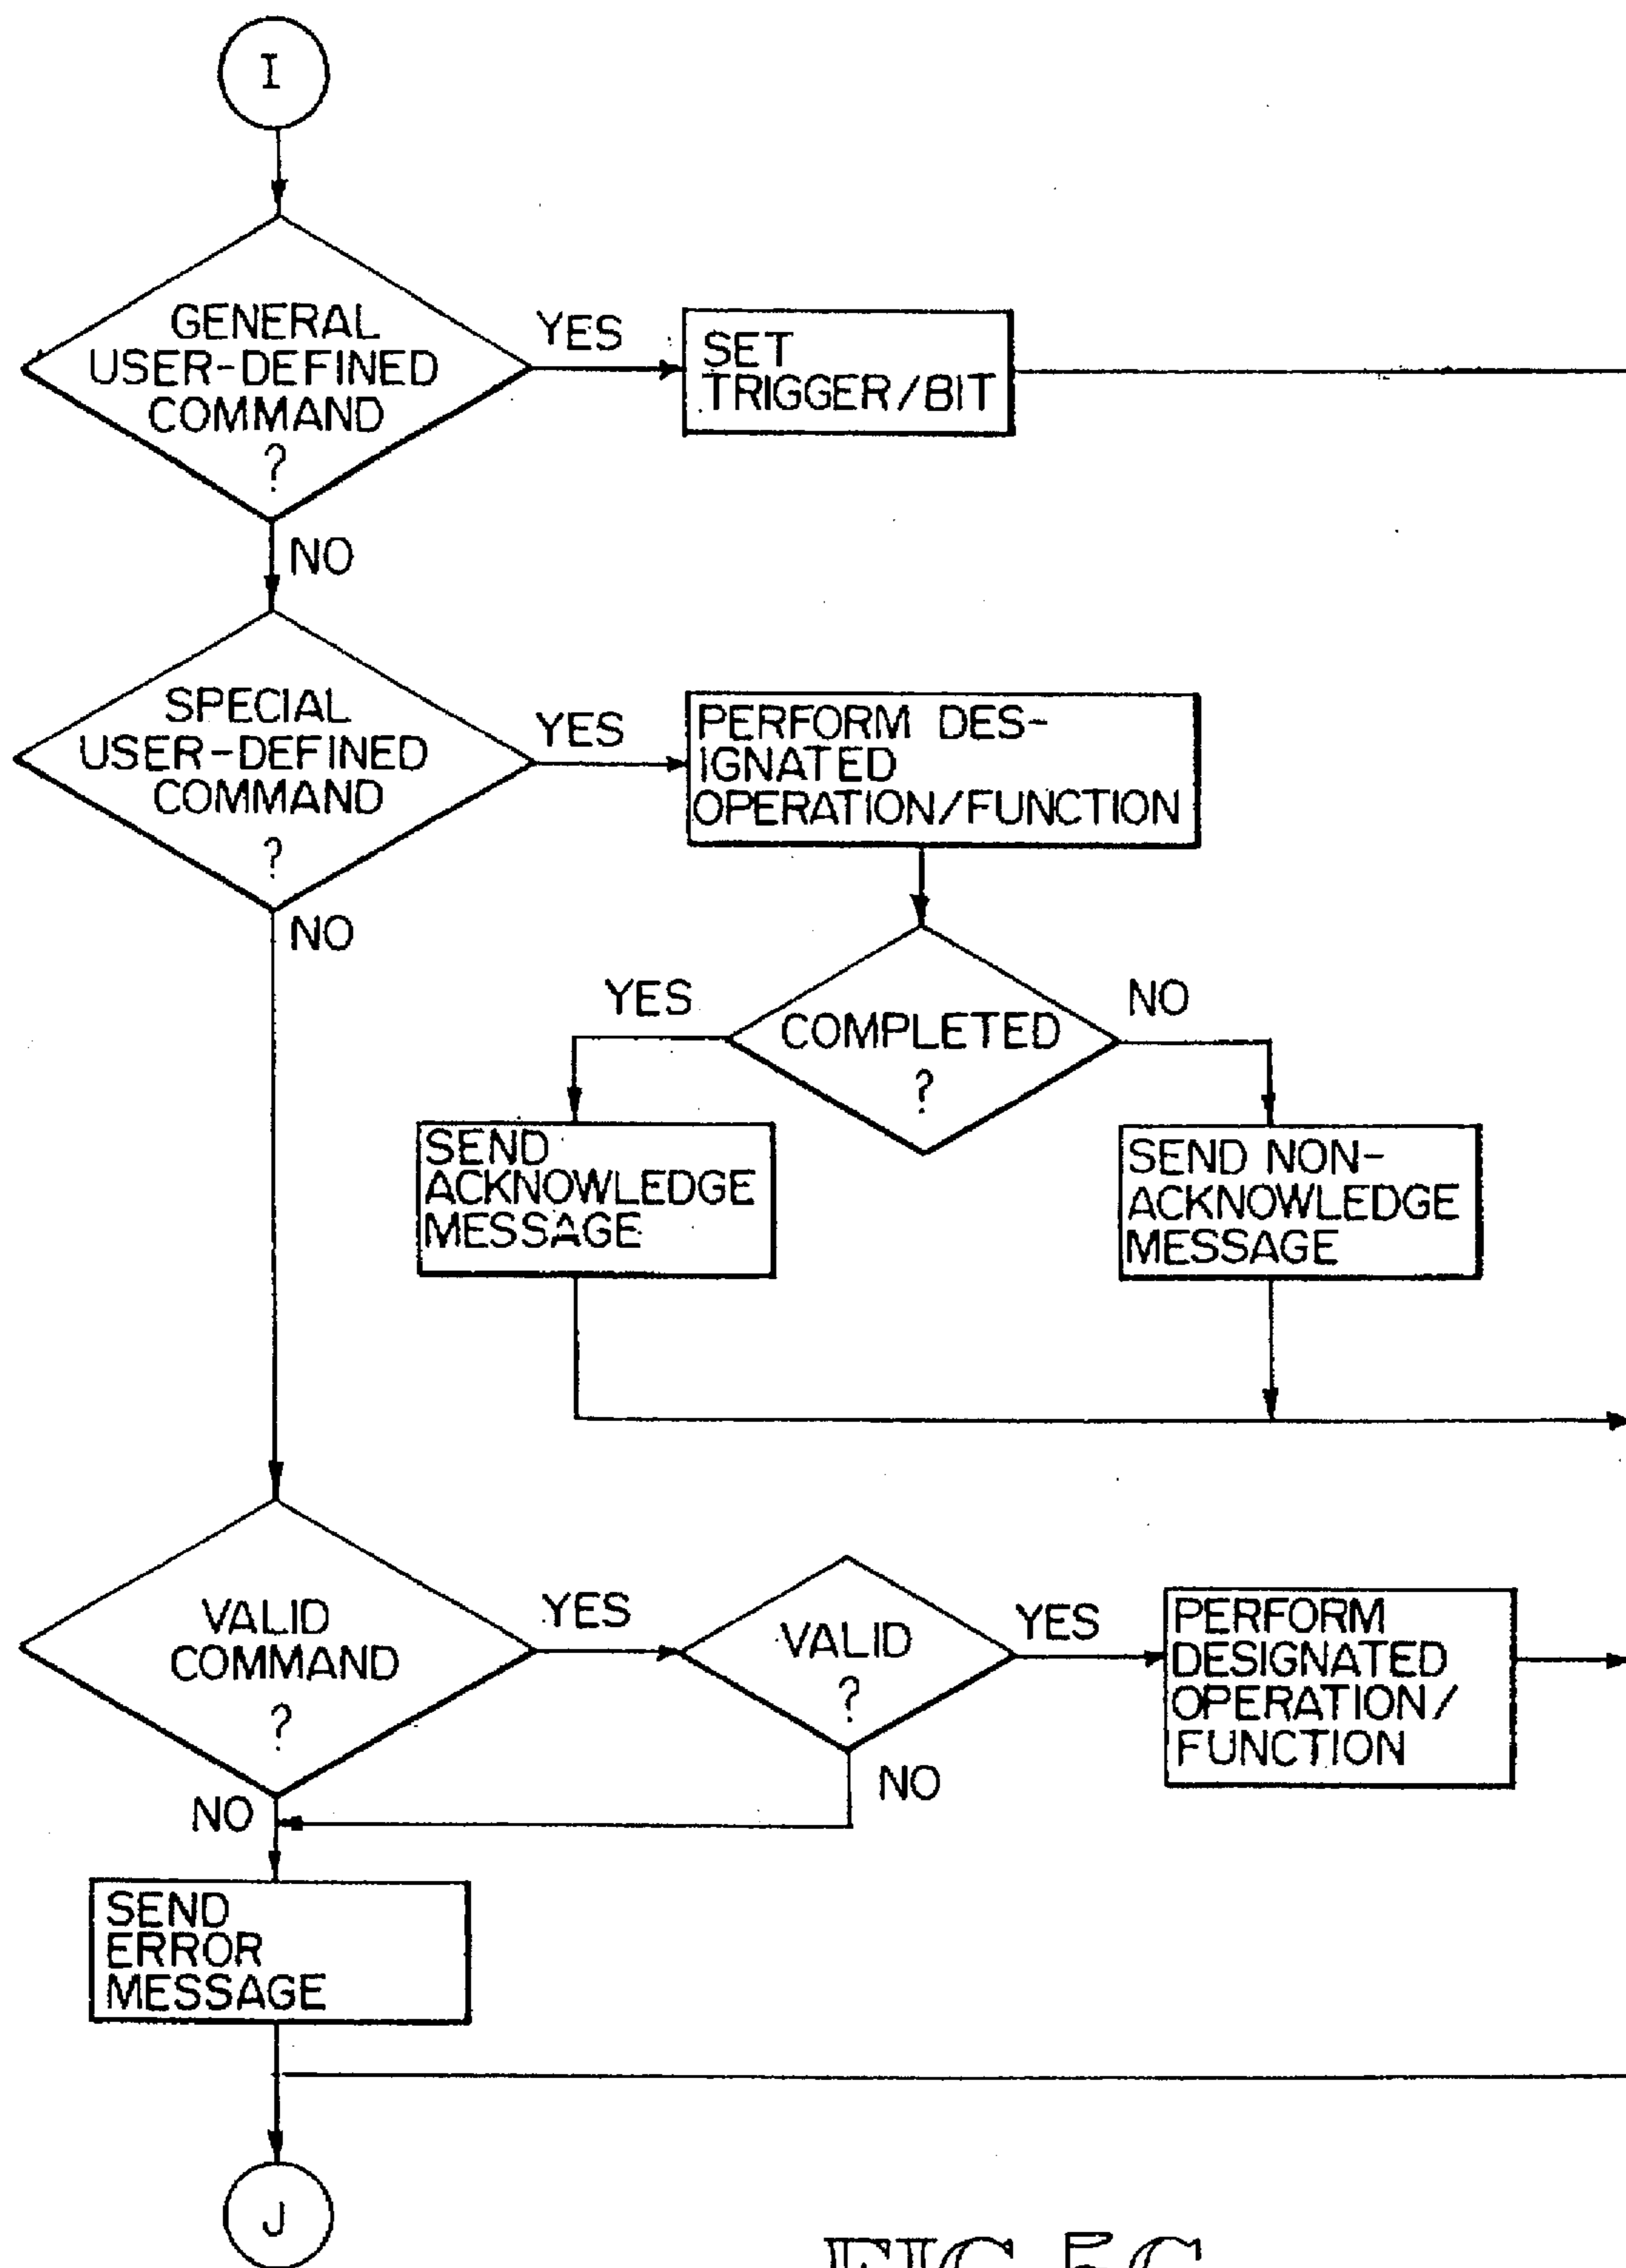 I
GENERAL
USER-DEFINED
COMMAND
?
YES
SET
TRIGGER/BIT
NO
SPECIAL
USER-DEFINED
COMMAND
?
YES
PERFORM DES-
IGNATED
OPERATION/FUNCTION
NO
YES
COMPLETED
?
NO
SEND
ACKNOWLEDGE
MESSAGE
SEND NON-
ACKNOWLEDGE
MESSAGE
VALID
COMMAND
?
YES
VALID
?
YES
PERFORM
DESIGNATED
OPERATION/
FUNCTION
NO
NO
SEND
ERROR
MESSAGE
J
FIG.5C